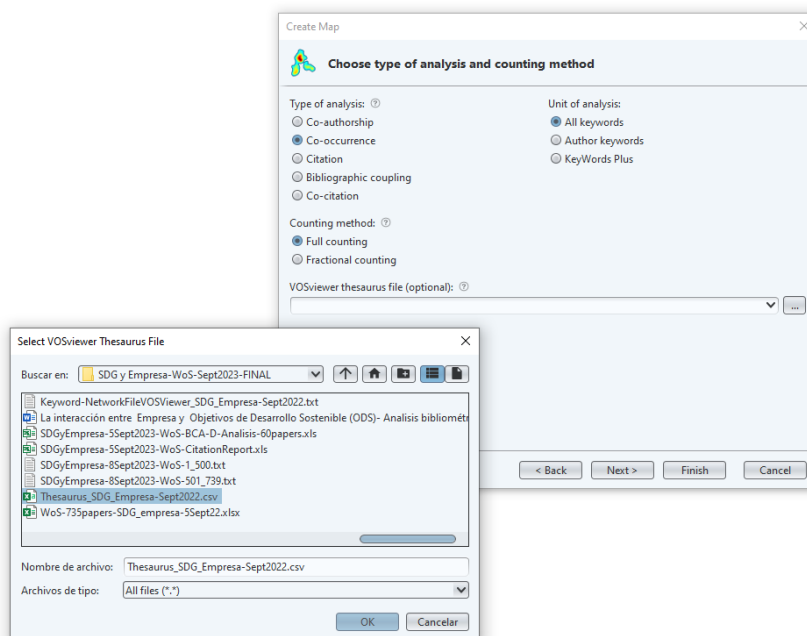 Create Map
Choose type of analysis and counting method
Type of analysis:
Unit of analysis:
Co-authorship
All keywords
Co-occurrence
Author keywords
Citation
KeyWords Plus
Bibliographic coupling
Co-citation
Counting method:
Full counting
Fractional counting
VOSviewer thesaurus file (optional):
...
< Back
Next >
Finish
Cancel
Select VOSviewer Thesaurus File
Buscar en:
SDG y Empresa-WoS-Sept2023-FINAL
Keyword-NetworkFileVOSViewer_SDG_Empresa-Sept2022.txt
La interacción entre Empresa y Objetivos de Desarrollo Sostenible (ODS)- Analisis bibliométr
SDGyEmpresa-5Sept2023-WoS-BCA-D-Analisis-60papers.xls
SDGyEmpresa-5Sept2023-WoS-CitationReport.xls
SDGyEmpresa-8Sept2023-WoS-1_500.txt
SDGyEmpresa-8Sept2023-WoS-501_739.txt
Thesaurus_SDG_Empresa-Sept2022.csv
WoS-735papers-SDG_empresa-5Sept22.xlsx
Nombre de archivo:
Thesaurus_SDG_Empresa-Sept2022.csv
Archivos de tipo:
All files (*.*)
OK
Cancelar